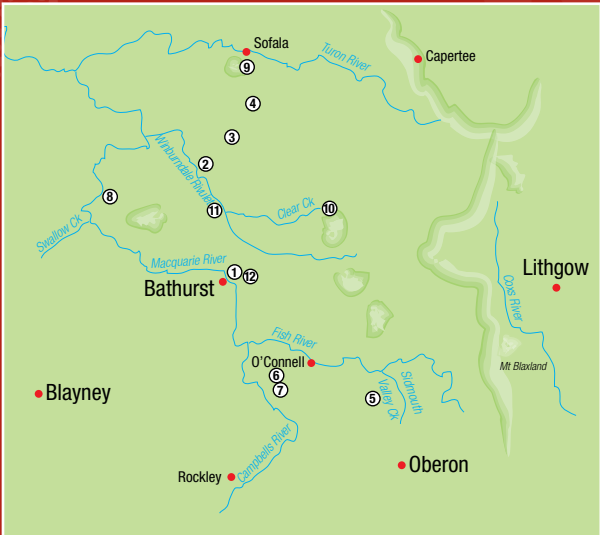 Sofala
Turon River
Capertee
9
4
3
2
Winburndale Rivulet
8
11
Clear Ck
10
Swallow Ck
Macquarie River
1
12
Bathurst
Lithgow
Coxs River
Fish River
O'Connell
Mt Blaxland
6
7
5
Sidmouth
Valley Ck
Blayney
Campbells River
Rockley
Oberon